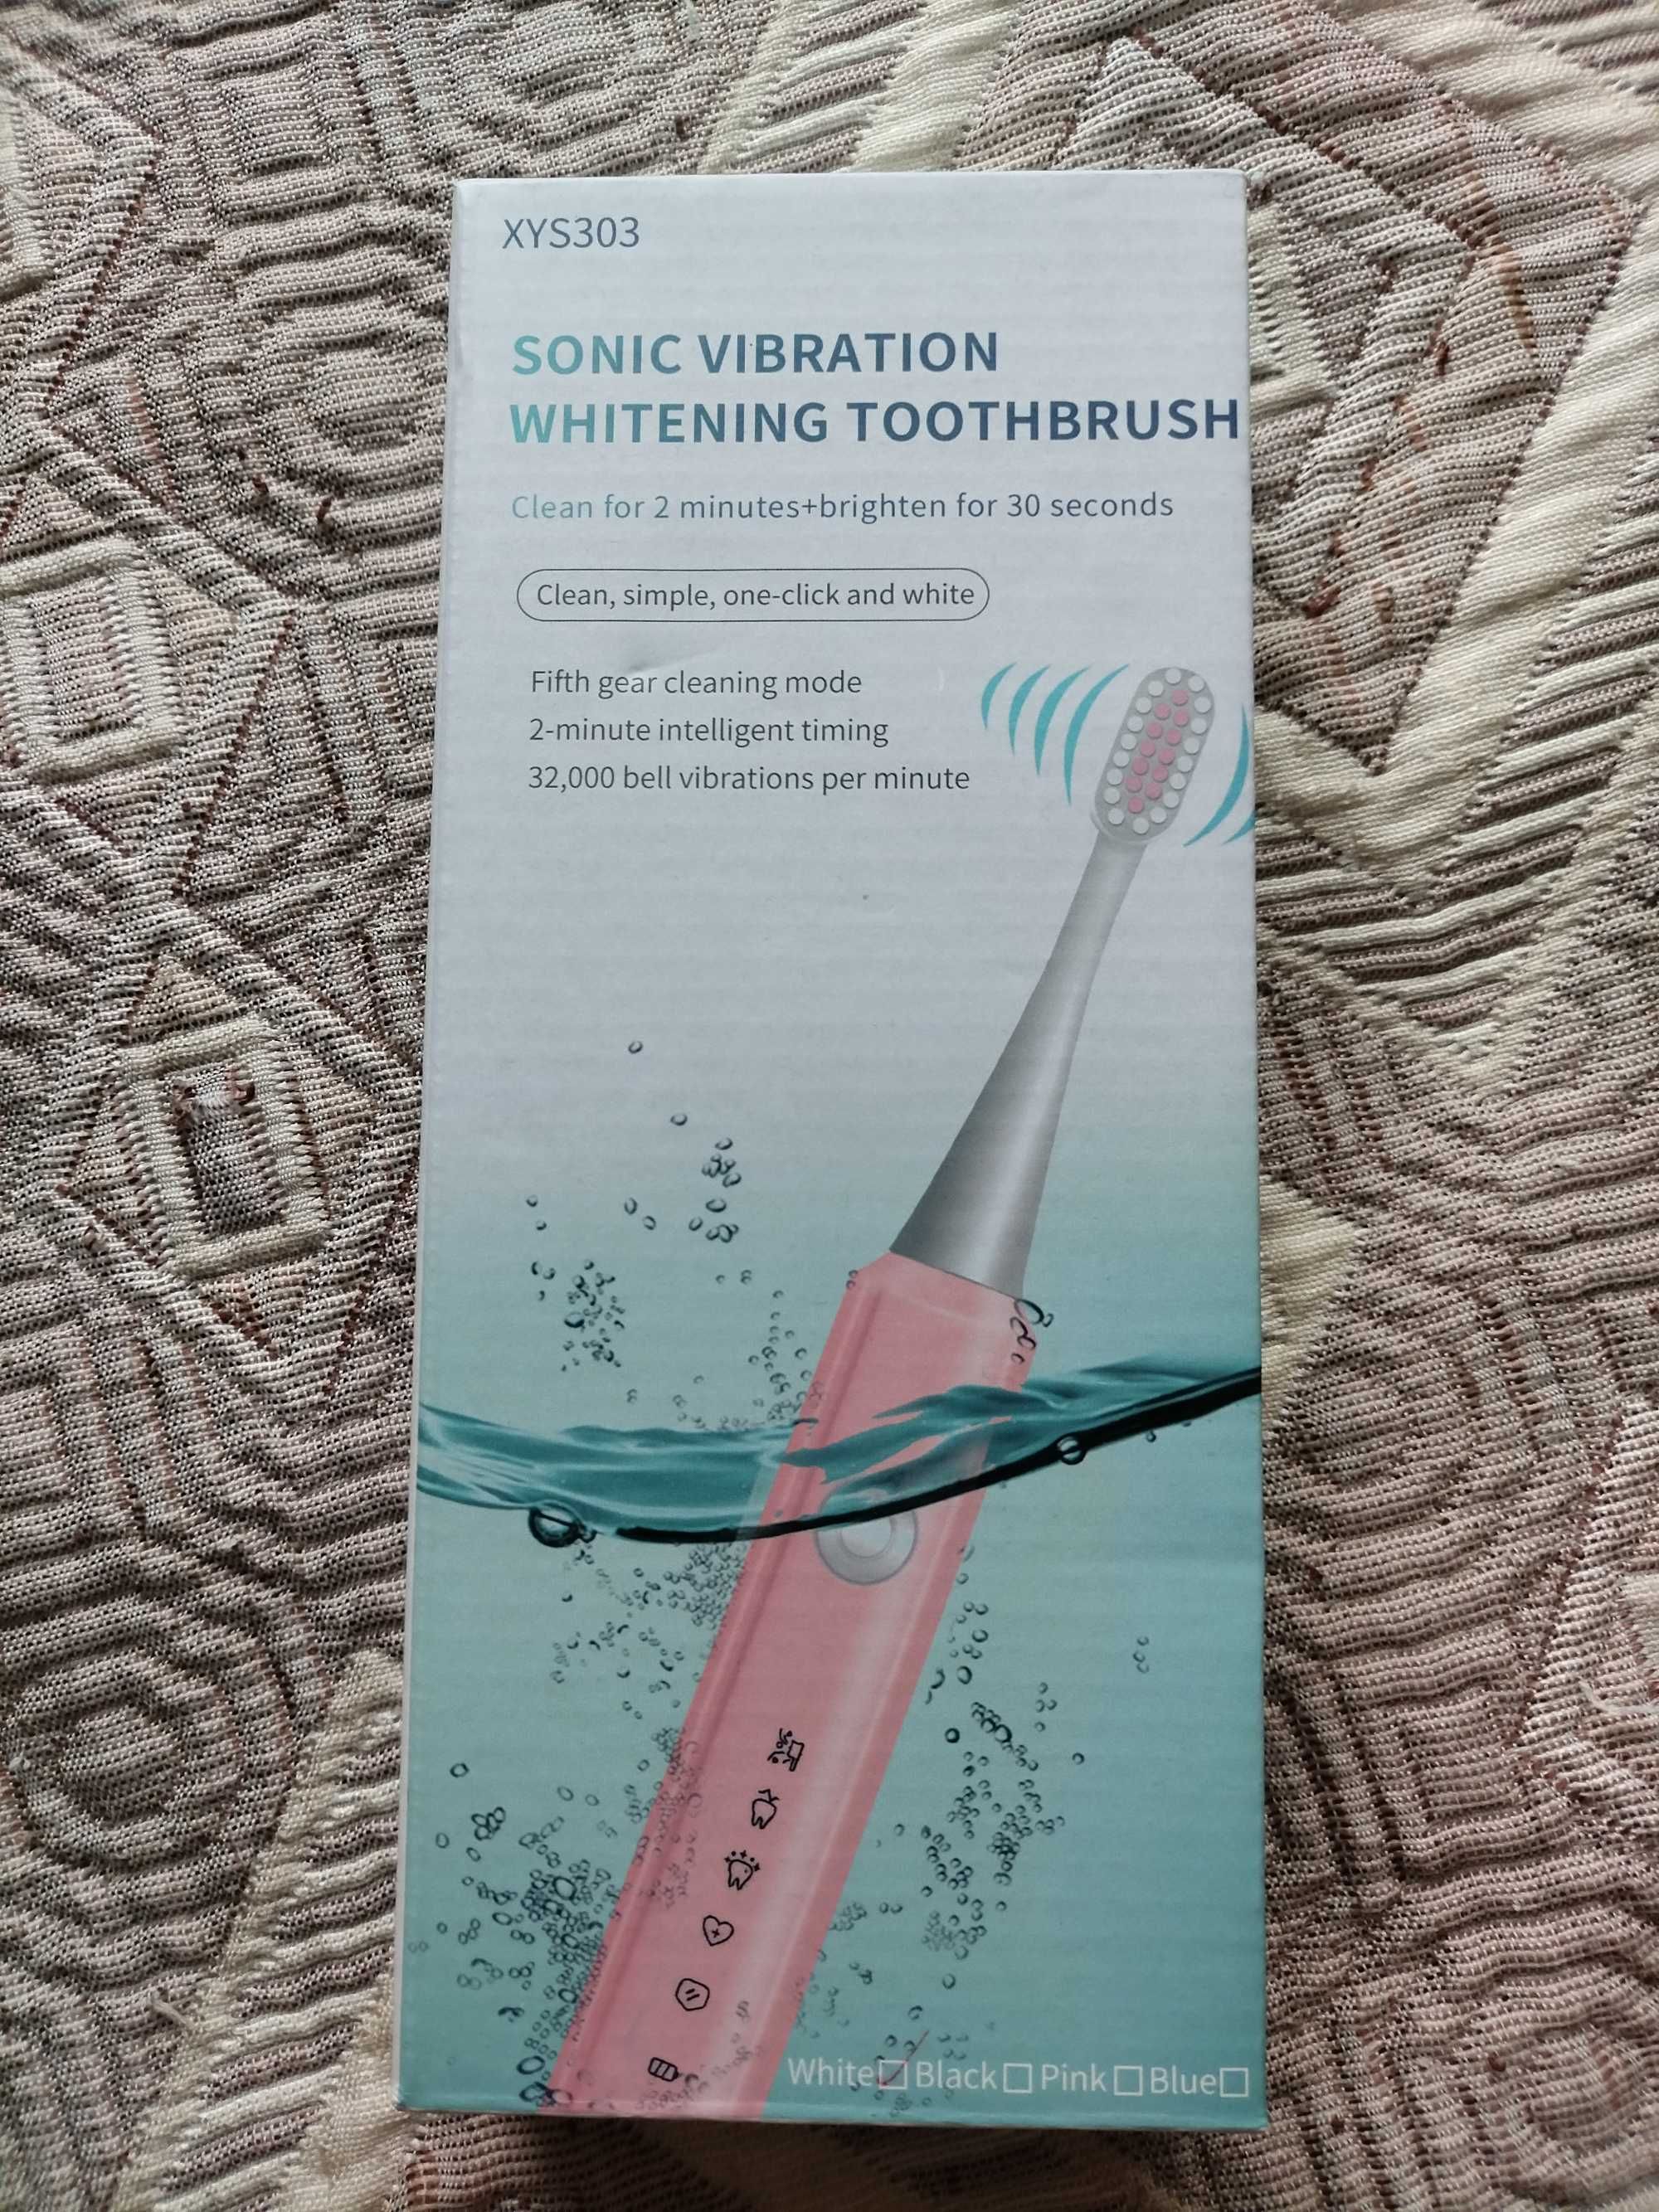 XYS303
SONIC VIBRATION
WHITENING TOOTHBRUSH
Clean for 2 minutes+brighten for 30 seconds
Clean, simple, one-click and white
Fifth gear cleaning mode
2-minute intelligent timing
32,000 bell vibrations per minute
White□ Black□ Pink□ Blue□